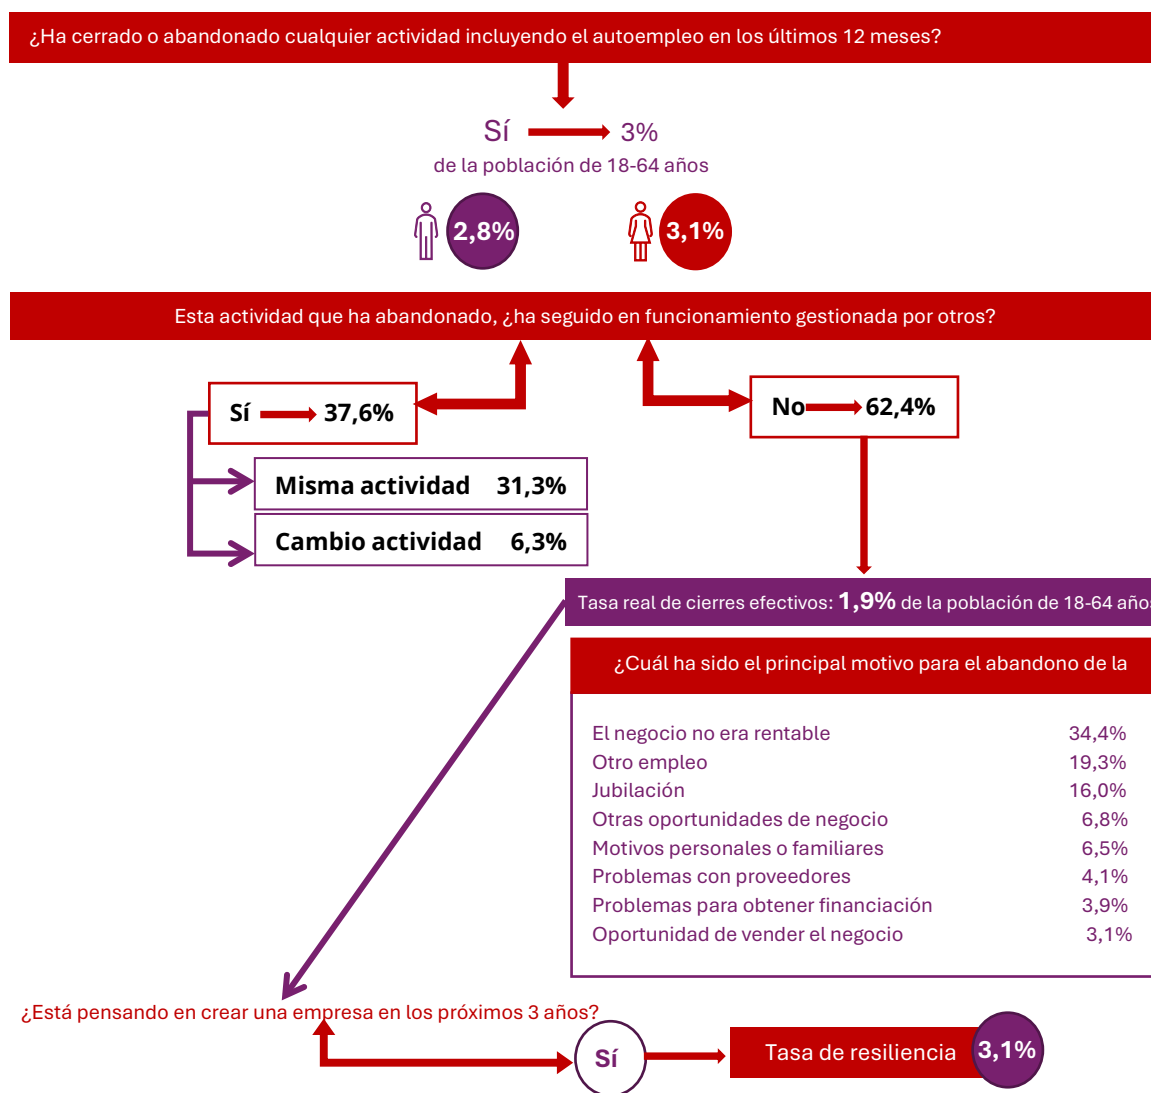 ¿Ha cerrado o abandonado cualquier actividad incluyendo el autoempleo en los últimos 12 meses?
Sí 3%
de la población de 18-64 años
2,8% 3,1%
Esta actividad que ha abandonado, ¿ha seguido en funcionamiento gestionada por otros?
Sí 37,6%
No 62,4%
Misma actividad 31,3%
Cambio actividad 6,3%
Tasa real de cierres efectivos: 1,9% de la población de 18-64 años
¿Cuál ha sido el principal motivo para el abandono de la
El negocio no era rentable 34,4%
Otro empleo 19,3%
Jubilación 16,0%
Otras oportunidades de negocio 6,8%
Motivos personales o familiares 6,5%
Problemas con proveedores 4,1%
Problemas para obtener financiación 3,9%
Oportunidad de vender el negocio 3,1%
¿Está pensando en crear una empresa en los próximos 3 años?
Sí
Tasa de resiliencia 3,1%